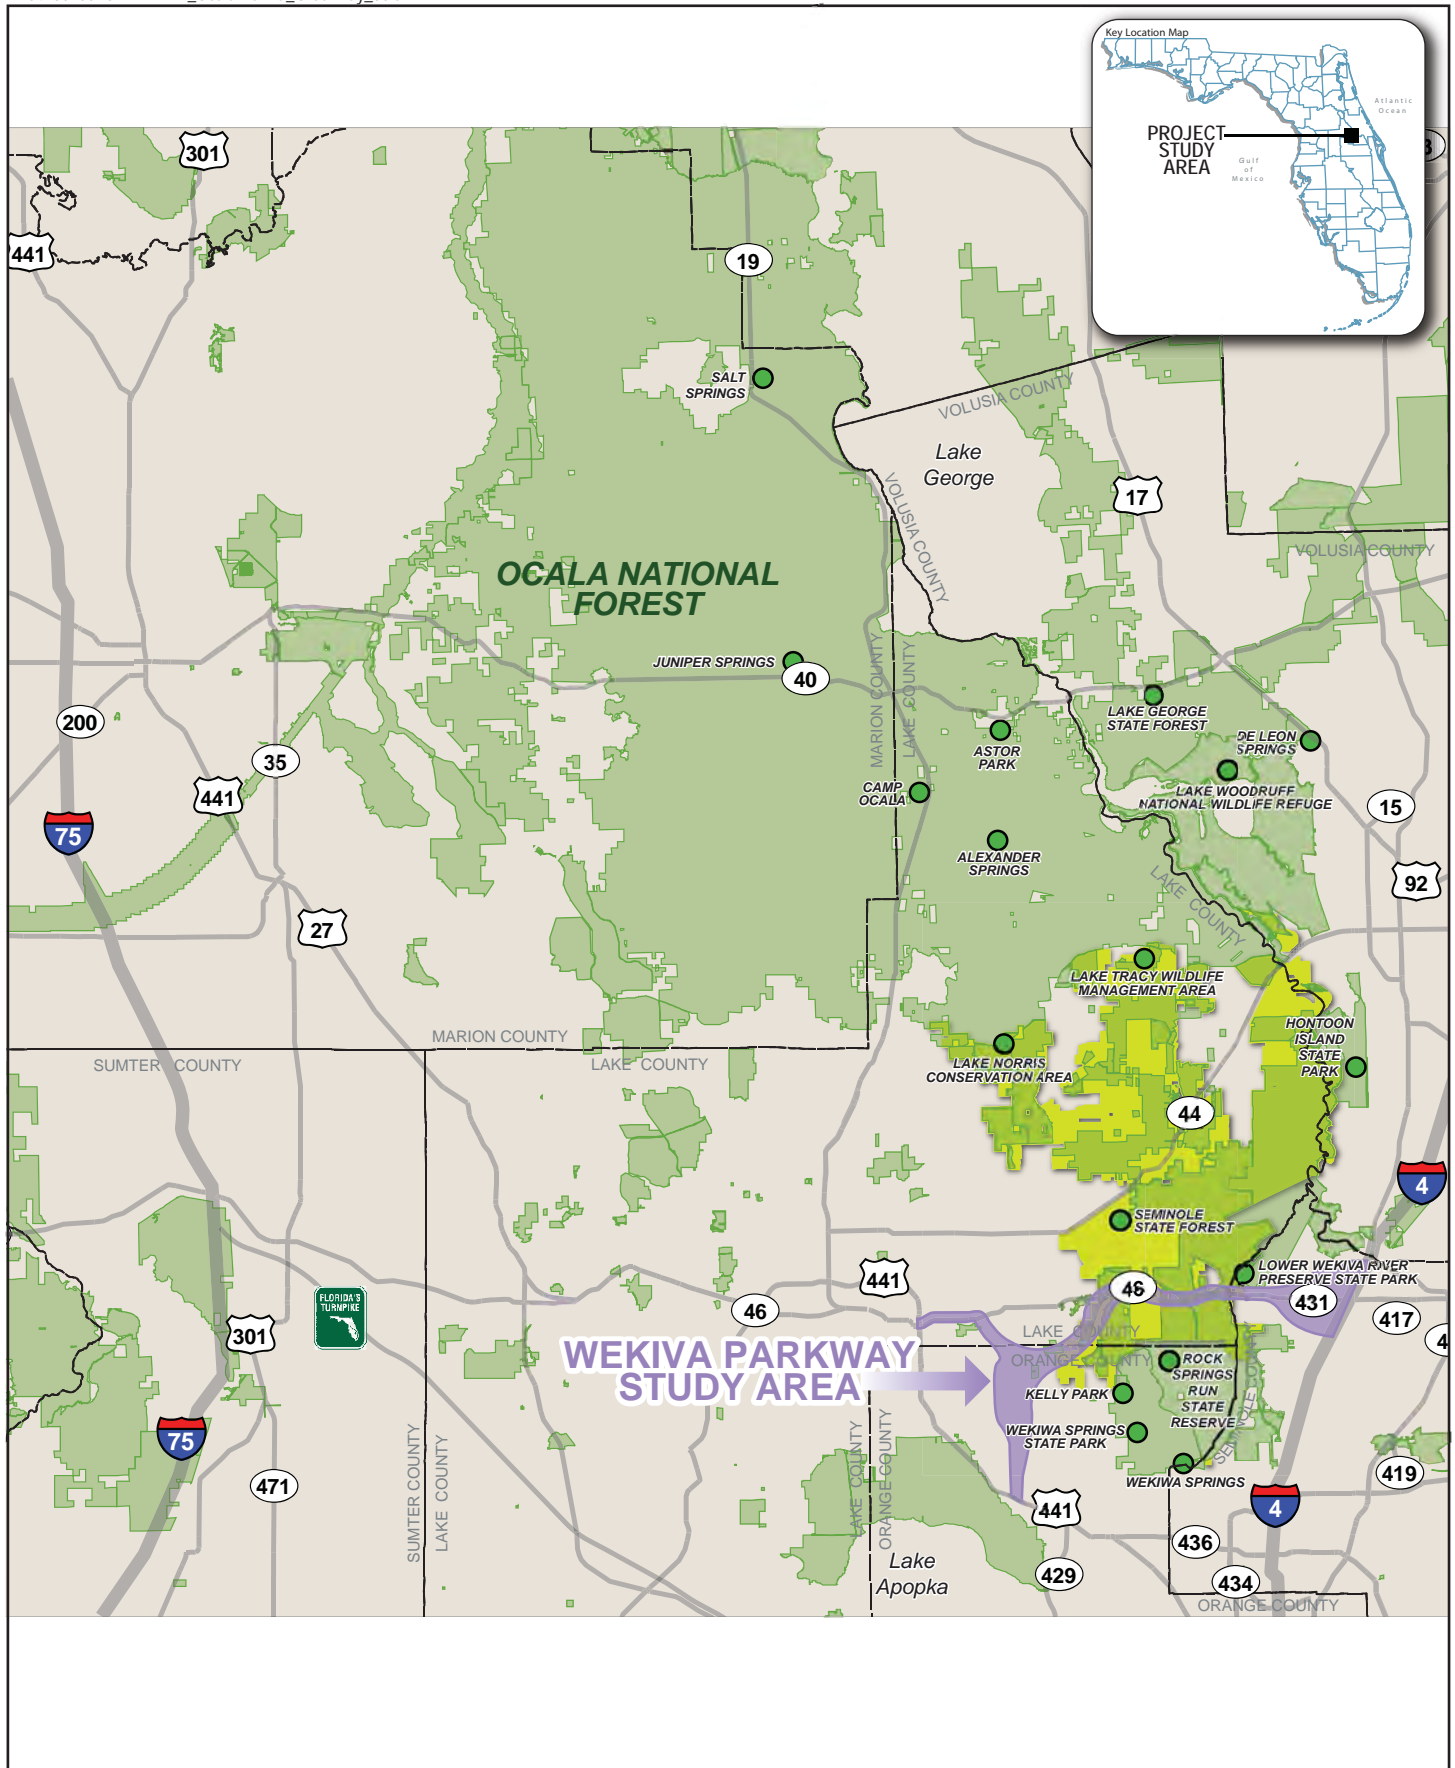 Key Location Map
Atlantic
Ocean
PROJECT
STUDY
AREA
Gulf
of
Mexico
301
441
19
SALT
SPRINGS
VOLUSIA COUNTY
Lake
George
17
VOLUSIA COUNTY
VOLUSIA COUNTY
OCALA NATIONAL
FOREST
JUNIPER SPRINGS
40
MARION COUNTY
LAKE COUNTY
200
35
441
75
LAKE GEORGE
STATE FOREST
DE LEON
SPRINGS
ASTOR
PARK
CAMP
OCALA
LAKE WOODRUFF
NATIONAL WILDLIFE REFUGE
15
ALEXANDER
SPRINGS
LAKE COUNTY
92
27
LAKE TRACY WILDLIFE
MANAGEMENT AREA
HONTOON
ISLAND
STATE
PARK
MARION COUNTY
SUMTER COUNTY
LAKE COUNTY
LAKE NORRIS
CONSERVATION AREA
44
4
SEMINOLE
STATE FOREST
LOWER WEKIVA RIVER
PRESERVE STATE PARK
441
46
46
431
417
4
FLORIDA'S
TURNPIKE
301
LAKE COUNTY
ORANGE COUNTY
WEKIVA PARKWAY
STUDY AREA
ROCK
SPRINGS
RUN
STATE
RESERVE
KELLY PARK
WEKIWA SPRINGS
STATE PARK
SEMINOLE COUNTY
75
SUMTER COUNTY
LAKE COUNTY
LAKE COUNTY
ORANGE COUNTY
471
WEKIWA SPRINGS
419
441
4
436
Lake
Apopka
429
434
ORANGE COUNTY